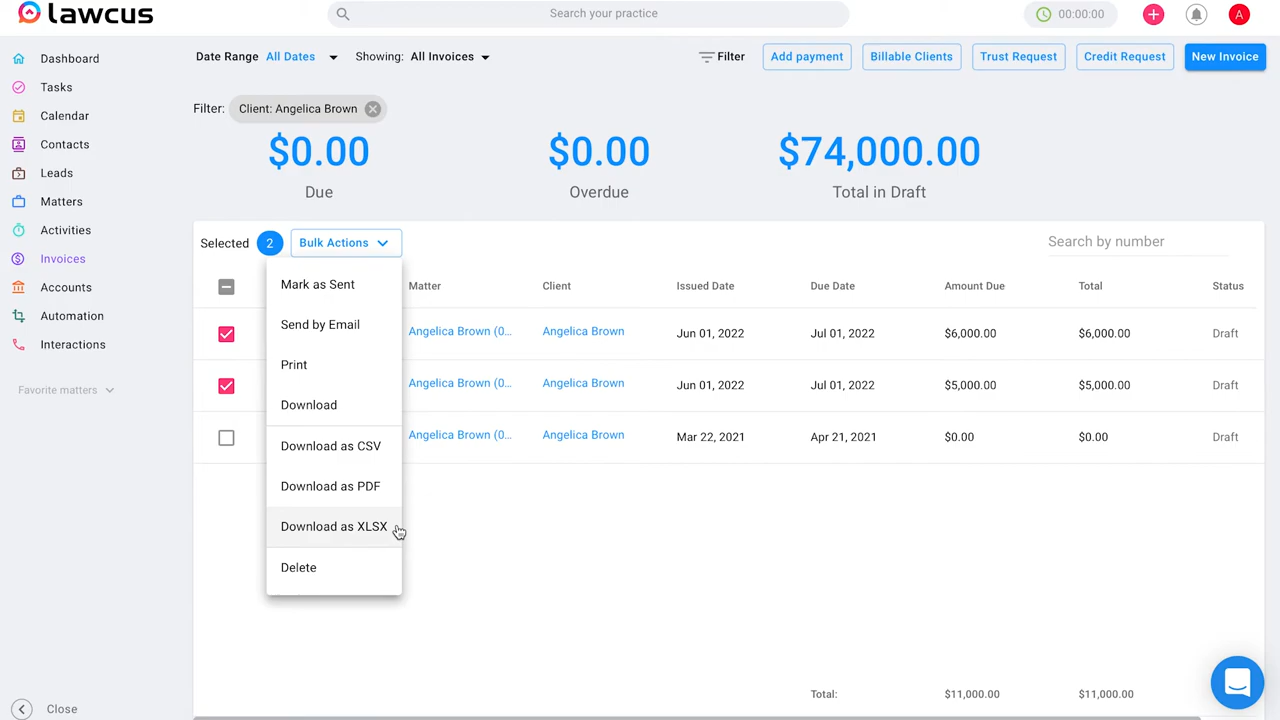 lawcus
Search your practice
00:00:00
A
Dashboard
Tasks
Calendar
Contacts
Leads
Matters
Activities
Invoices
Accounts
Automation
Interactions
Favorite matters
Close
Date Range All Dates Showing: All Invoices
Filter Add payment Billable Clients Trust Request Credit Request New Invoice
Filter: Client: Angelica Brown
$0.00 $0.00 $74,000.00
Due Overdue Total in Draft
Selected 2 Bulk Actions Search by number
Mark as Sent
Send by Email
Print
Download
Download as CSV
Download as PDF
Download as XLSX
Delete
Matter Client Issued Date Due Date Amount Due Total Status
Angelica Brown (0... Angelica Brown Jun 01, 2022 Jul 01, 2022 $6,000.00 $6,000.00 Draft
Angelica Brown (0... Angelica Brown Jun 01, 2022 Jul 01, 2022 $5,000.00 $5,000.00 Draft
Angelica Brown (0... Angelica Brown Mar 22, 2021 Apr 21, 2021 $0.00 $0.00 Draft
Total: $11,000.00 $11,000.00